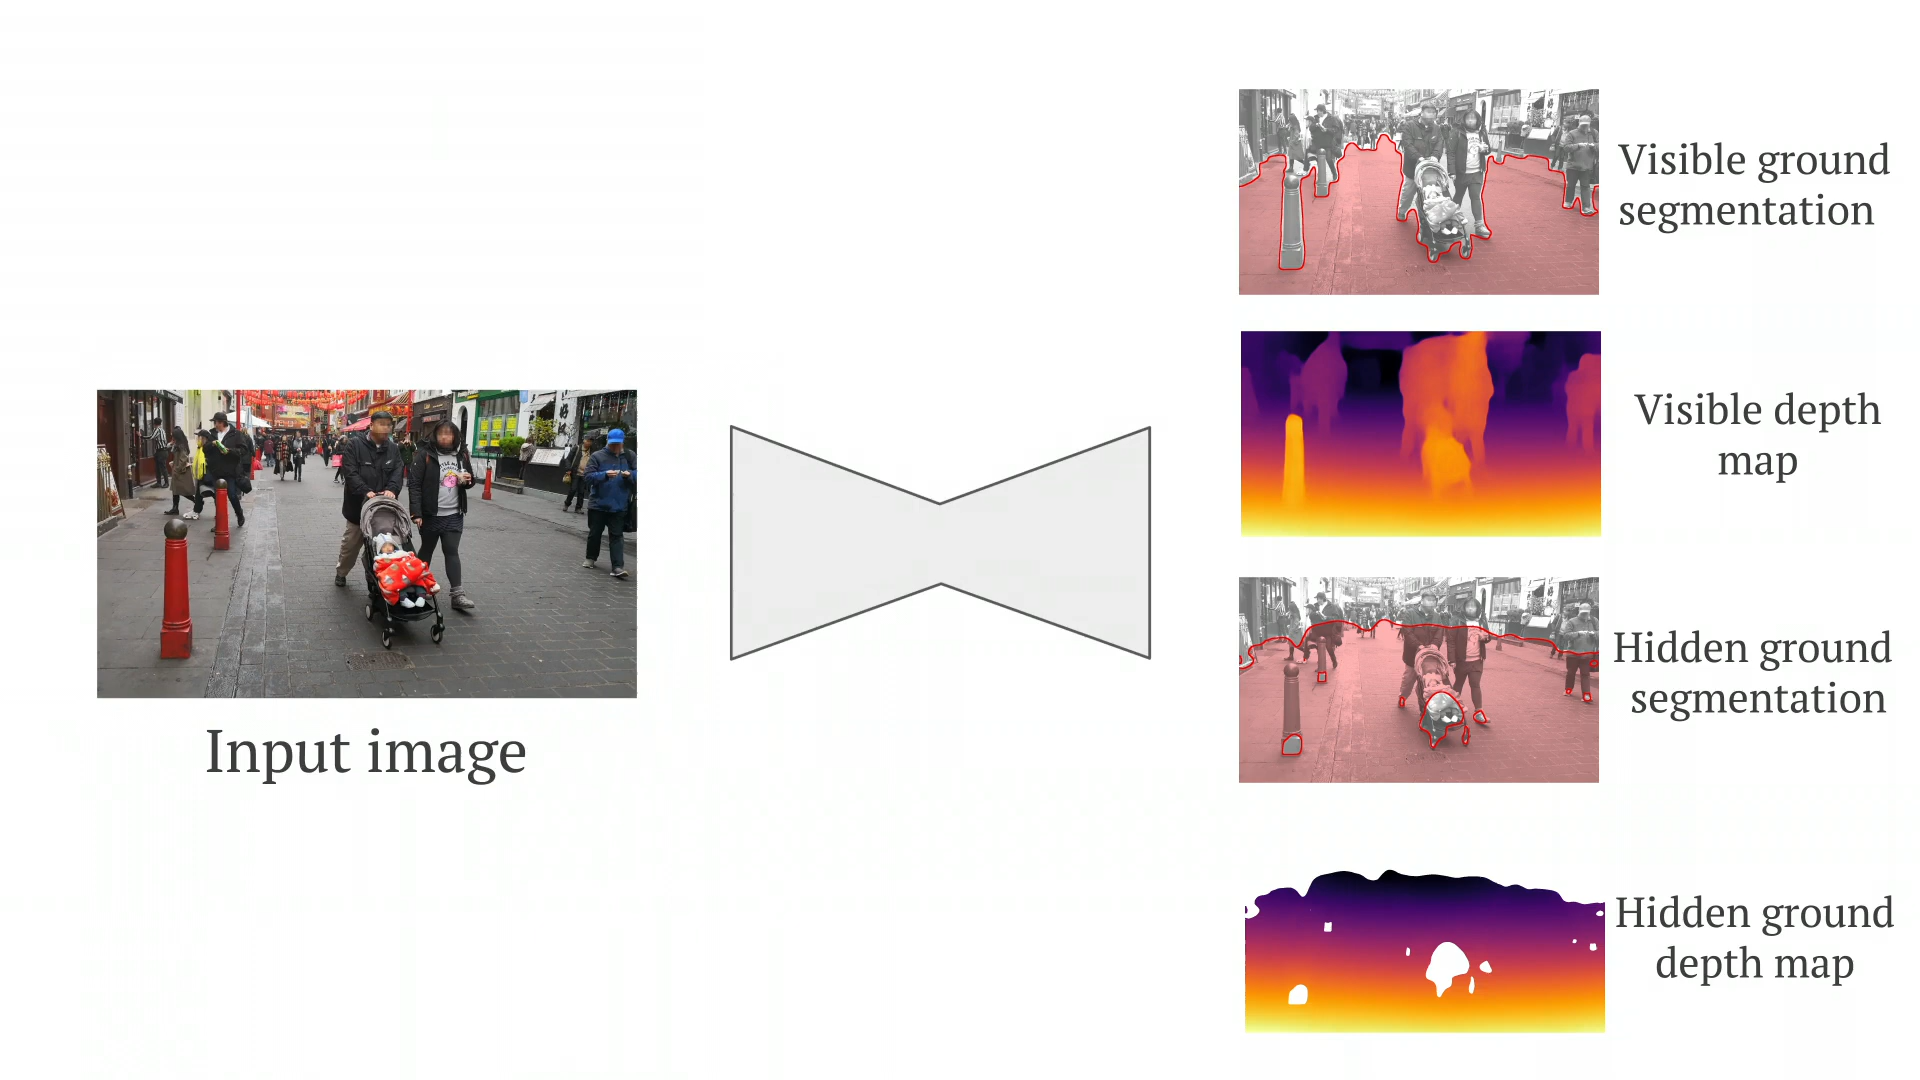 Input image
Visible ground
segmentation
Visible depth
map
Hidden ground
segmentation
Hidden ground
depth map